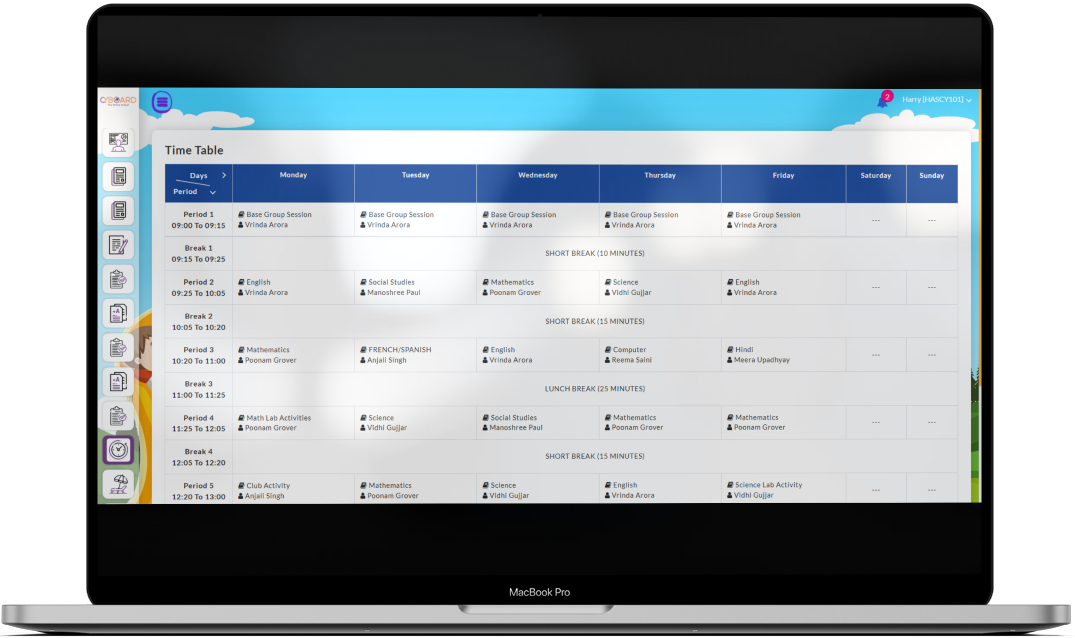 O'BOARD
2
Harry [HASCY101]
Time Table
Days
Period
Monday
Tuesday
Wednesday
Thursday
Friday
Saturday
Sunday
Period 1
09:00 To 09:15
Base Group Session
Vrinda Arora
Base Group Session
Vrinda Arora
Base Group Session
Vrinda Arora
Base Group Session
Vrinda Arora
Base Group Session
Vrinda Arora
---
---
Break 1
09:15 To 09:25
SHORT BREAK (10 MINUTES)
Period 2
09:25 To 10:05
English
Vrinda Arora
Social Studies
Manoshree Paul
Mathematics
Poonam Grover
Science
Vidhi Gujjar
English
Vrinda Arora
---
---
Break 2
10:05 To 10:20
SHORT BREAK (15 MINUTES)
Period 3
10:20 To 11:00
Mathematics
Poonam Grover
FRENCH/SPANISH
Anjali Singh
English
Vrinda Arora
Computer
Reema Saini
Hindi
Meera Upadhyay
---
---
Break 3
11:00 To 11:25
LUNCH BREAK (25 MINUTES)
Period 4
11:25 To 12:05
Math Lab Activities
Poonam Grover
Science
Vidhi Gujjar
Social Studies
Manoshree Paul
Mathematics
Poonam Grover
Mathematics
Poonam Grover
---
---
Break 4
12:05 To 12:20
SHORT BREAK (15 MINUTES)
Period 5
12:20 To 13:00
Club Activity
Anjali Singh
Mathematics
Poonam Grover
Science
Vidhi Gujjar
English
Vrinda Arora
Science Lab Activity
Vidhi Gujjar
---
---
MacBook Pro